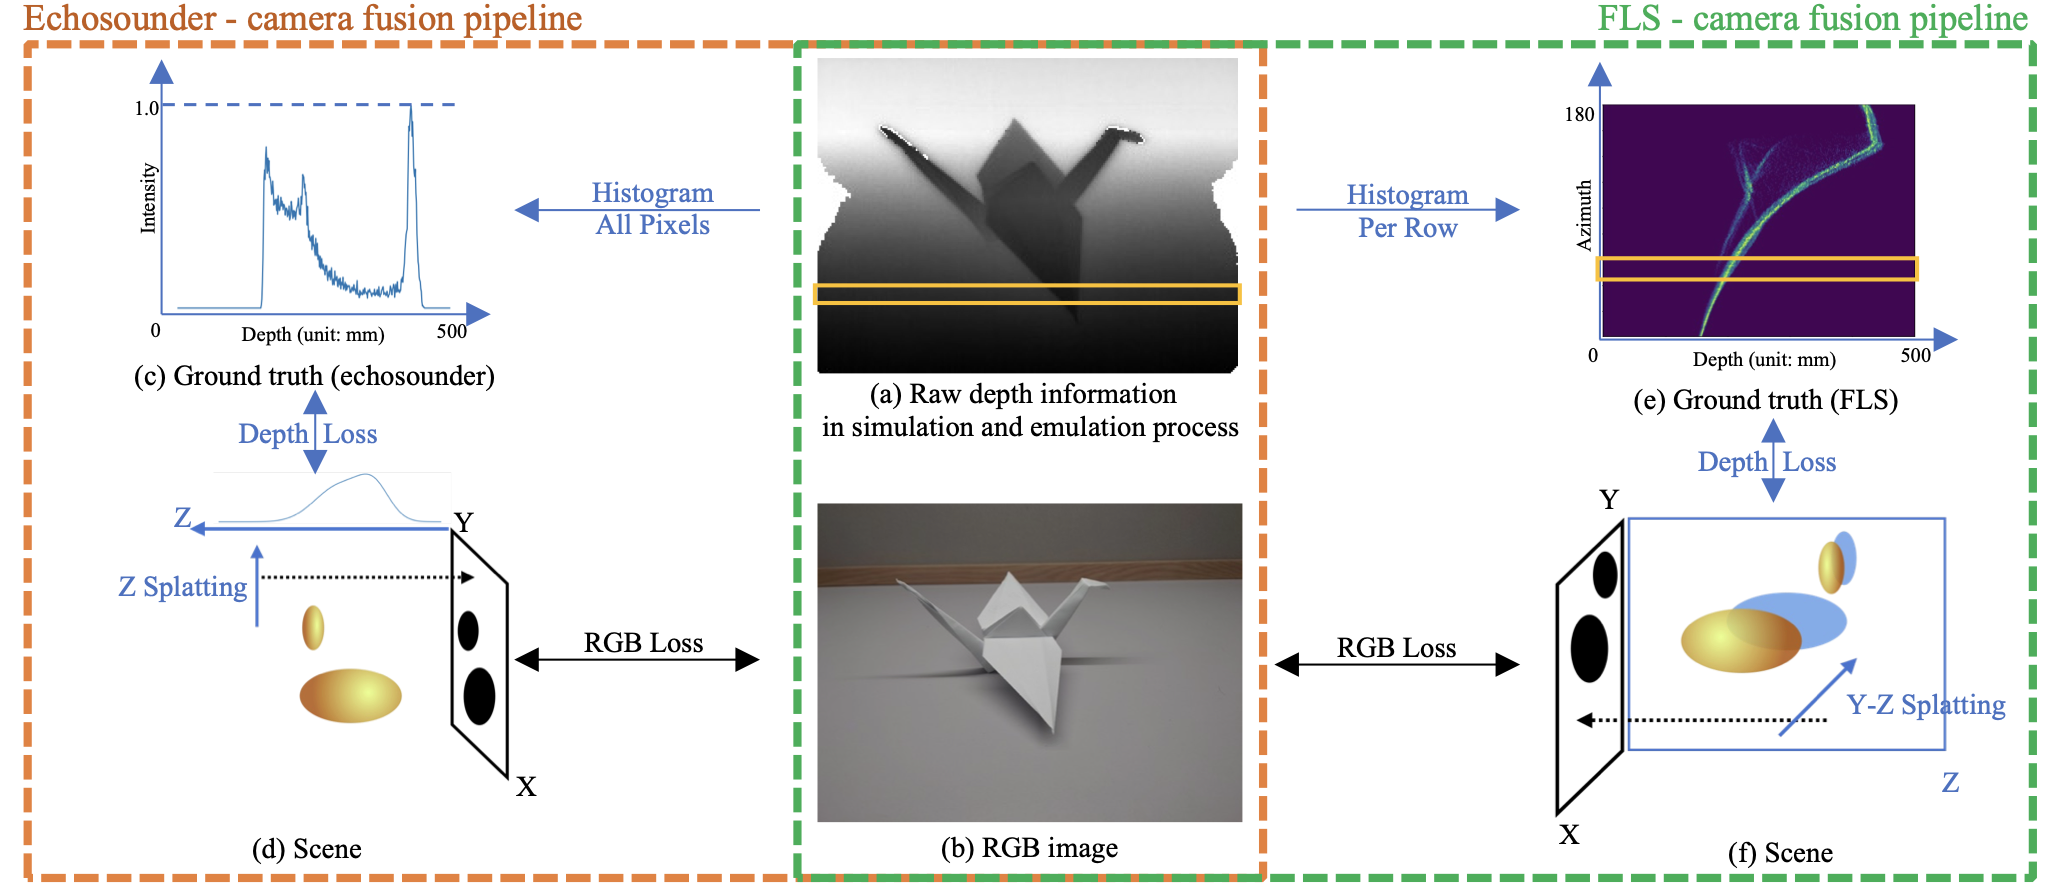 Echosounder - camera fusion pipeline
FLS - camera fusion pipeline
1.0
Intensity
0
Depth (unit: mm)
500
(c) Ground truth (echosounder)
Histogram
All Pixels
(a) Raw depth information
in simulation and emulation process
Histogram
Per Row
180
Azimuth
0
Depth (unit: mm)
500
(e) Ground truth (FLS)
Depth Loss
Z
Y
Z Splatting
X
(d) Scene
RGB Loss
(b) RGB image
RGB Loss
Depth Loss
Y
Y-Z Splatting
Z
X
(f) Scene